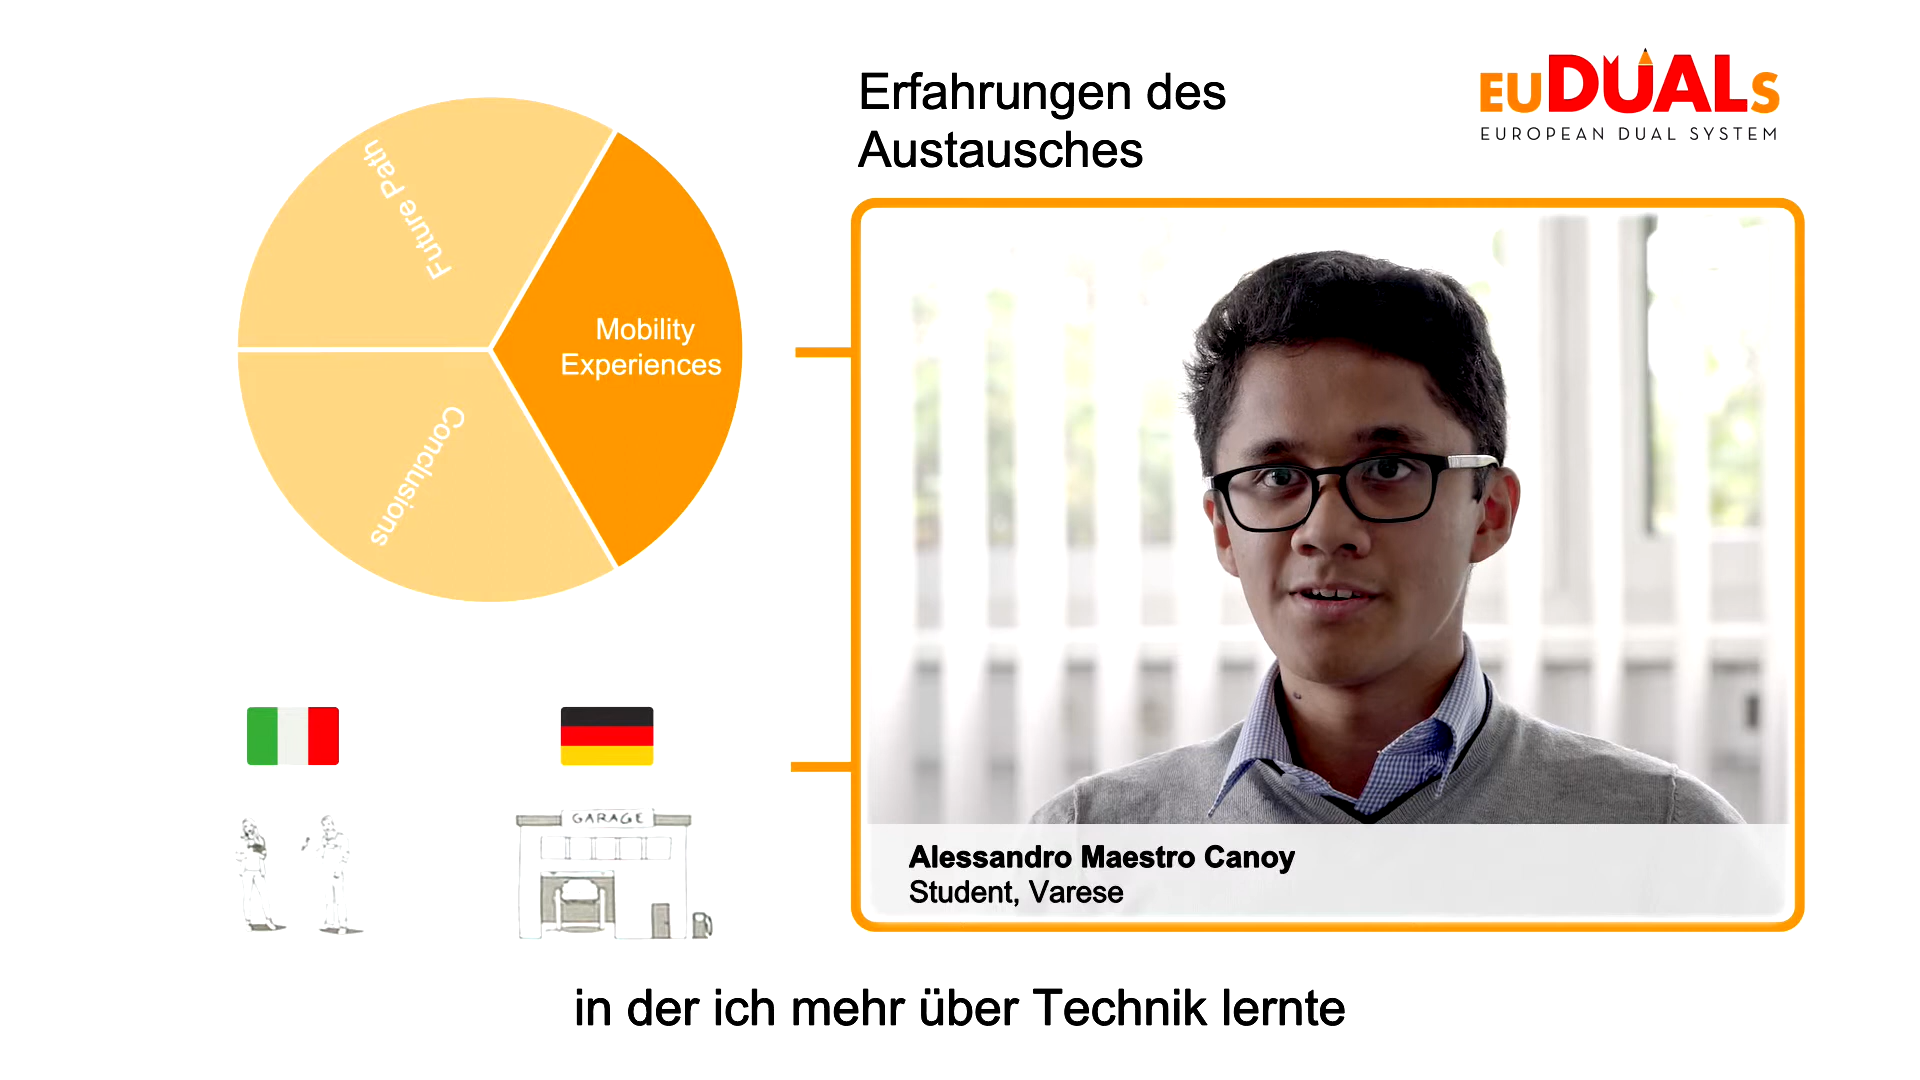 Erfahrungen des
Austausches
EUDUALS
EUROPEAN DUAL SYSTEM
Future Path
Mobility
Experiences
Conclusions
GARAGE
Alessandro Maestro Canoy
Student, Varese
in der ich mehr über Technik lernte